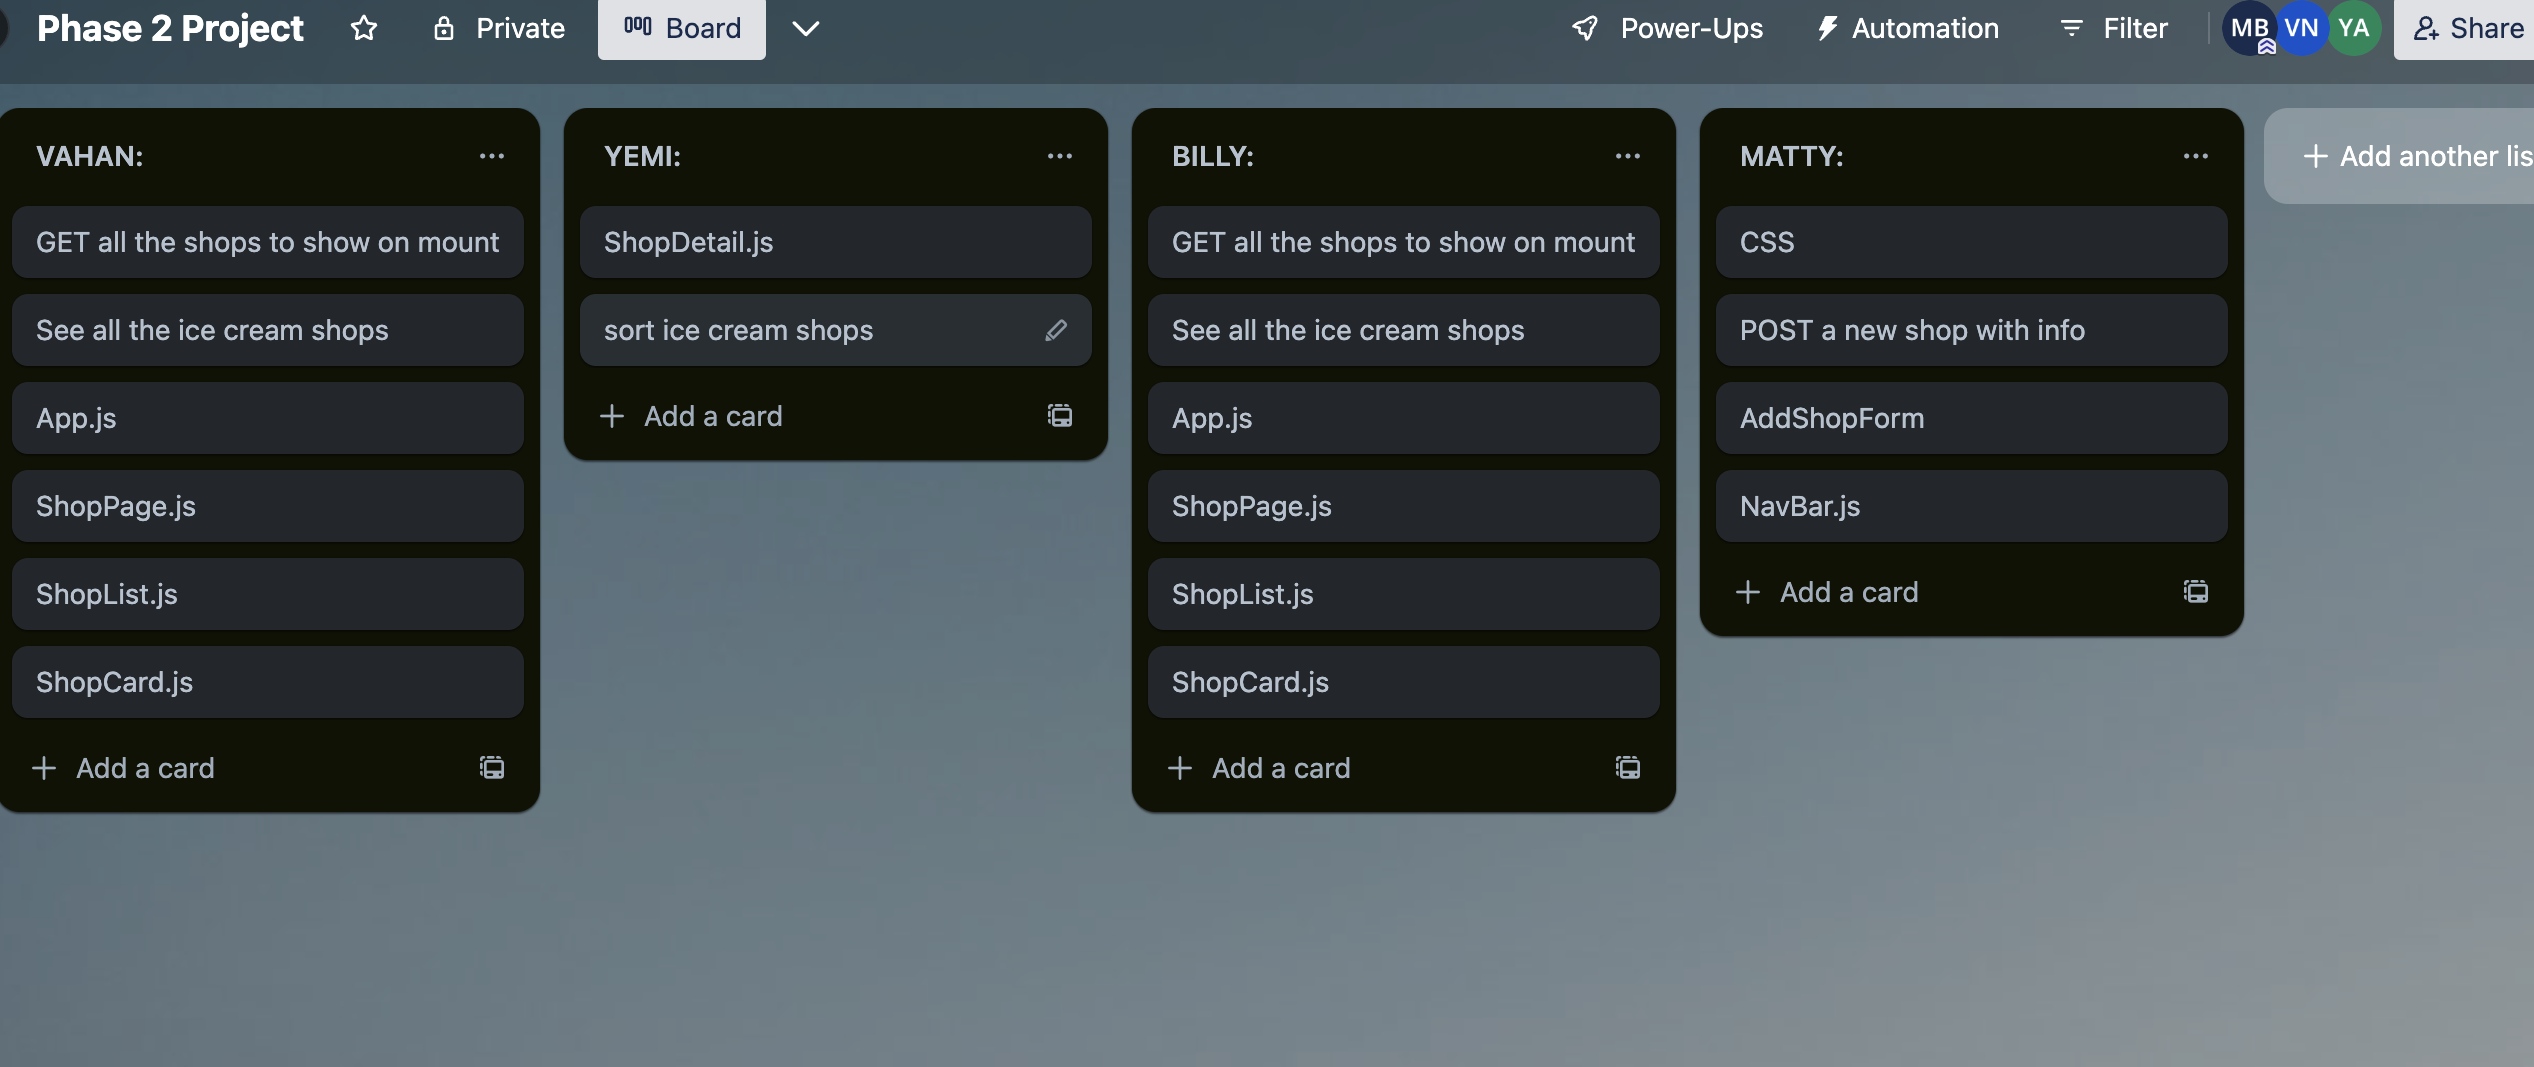 Phase 2 Project
Private
Board
Power-Ups
Automation
Filter
MB
VN
YA
Share
VAHAN:
GET all the shops to show on mount
See all the ice cream shops
App.js
ShopPage.js
ShopList.js
ShopCard.js
Add a card
YEMI:
ShopDetail.js
sort ice cream shops
Add a card
BILLY:
GET all the shops to show on mount
See all the ice cream shops
App.js
ShopPage.js
ShopList.js
ShopCard.js
Add a card
MATTY:
CSS
POST a new shop with info
AddShopForm
NavBar.js
Add a card
Add another lis